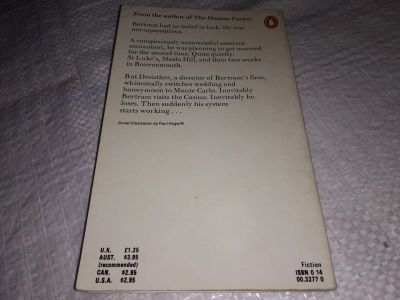 From the author of The Human Factor
Bertram had no belief in luck. He was
not superstitious.
A conspicuously unsuccessful assistant
accountant, he was planning to get married
for the second time. Quite quietly:
St Luke's, Maida Hill, and then two weeks
in Bournemouth.
But Dreuther, a director of Bertram's firm,
whimsically switches wedding and
honeymoon to Monte Carlo. Inevitably
Bertram visits the Casino. Inevitably he
loses. Then suddenly his system
starts working . . .
Cover illustration by Paul Hogarth
U.K. £1.25
AUST. $3.95
(recommended)
CAN. $2.95
U.S.A. $2.95
Fiction
ISBN 0 14
00.3277 0